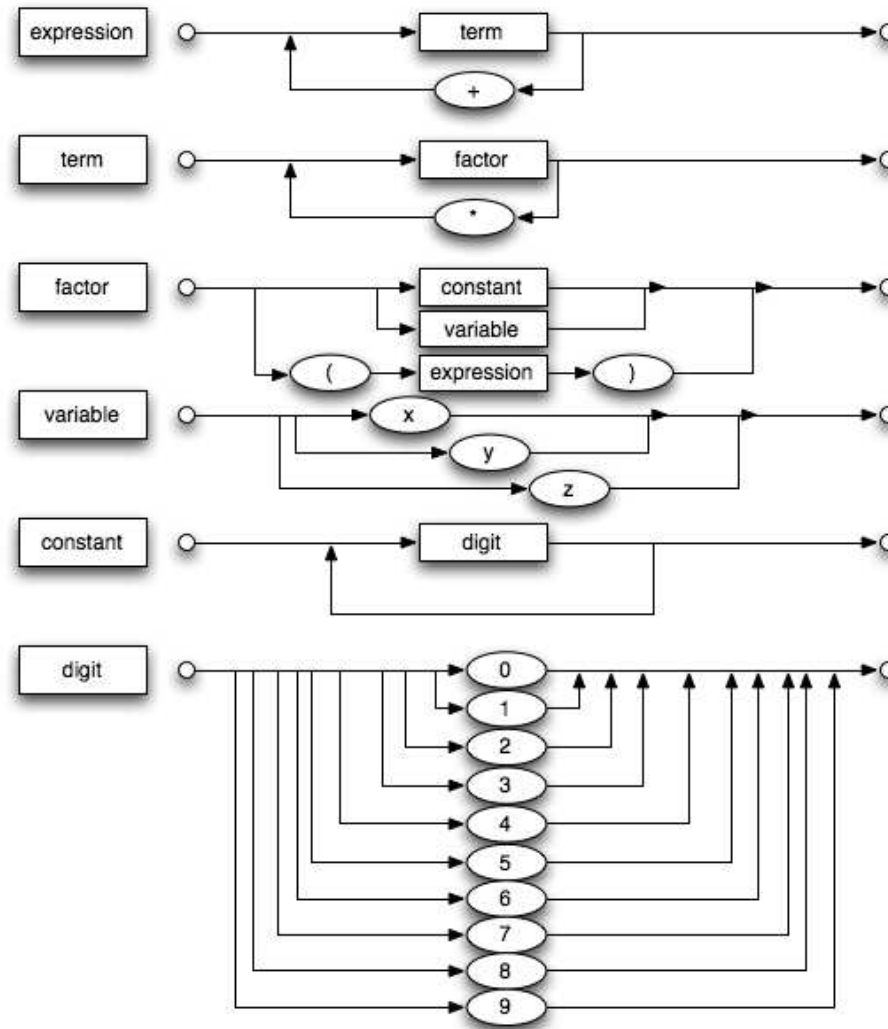 expression term
+
term factor
*
factor constant
variable
( expression )
variable x
y
z
constant digit
digit 0
1
2
3
4
5
6
7
8
9